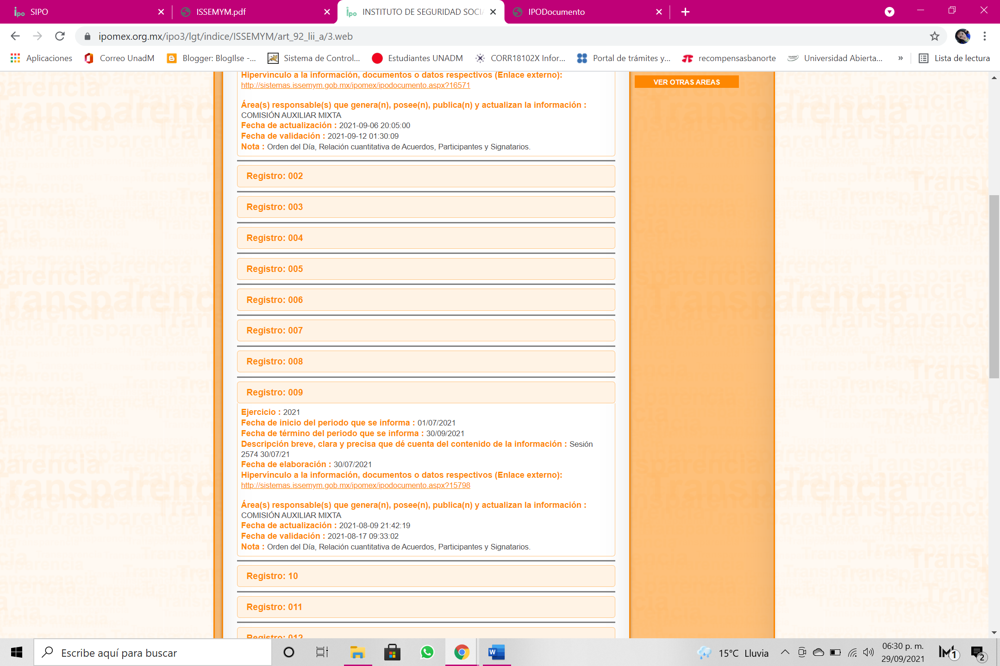 SIPO
ISSEMYM.pdf
INSTITUTO DE SEGURIDAD SOCIA
IPODocumento
ipomex.org.mx/ipo3/lgt/indice/ISSEMYM/art_92_lii_a/3.web
Aplicaciones
Correo UnadM
Blogger: BlogIlse -...
Sistema de Control...
Estudiantes UNADM
CORR18102X Infor...
Portal de trámites y...
recompensasbanorte
Universidad Abierta...
»
Lista de lectura
Hipervínculo a la información, documentos o datos respectivos (Enlace externo):
http://sistemas.issemym.gob.mx/ipomex/ipodocumento.aspx?16571
VER OTRAS AREAS
Área(s) responsable(s) que genera(n), posee(n), publica(n) y actualizan la información :
COMISIÓN AUXILIAR MIXTA
Fecha de actualización : 2021-09-06 20:05:00
Fecha de validación : 2021-09-12 01:30:09
Nota : Orden del Día, Relación cuantitativa de Acuerdos, Participantes y Signatarios.
Registro: 002
Registro: 003
Registro: 004
Registro: 005
Registro: 006
Registro: 007
Registro: 008
Registro: 009
Ejercicio : 2021
Fecha de inicio del periodo que se informa : 01/07/2021
Fecha de término del periodo que se informa : 30/09/2021
Descripción breve, clara y precisa que dé cuenta del contenido de la información : Sesión
2574 30/07/21
Fecha de elaboración : 30/07/2021
Hipervínculo a la información, documentos o datos respectivos (Enlace externo):
http://sistemas.issemym.gob.mx/ipomex/ipodocumento.aspx?15798
Área(s) responsable(s) que genera(n), posee(n), publica(n) y actualizan la información :
COMISIÓN AUXILIAR MIXTA
Fecha de actualización : 2021-08-09 21:42:19
Fecha de validación : 2021-08-17 09:33:02
Nota : Orden del Día, Relación cuantitativa de Acuerdos, Participantes y Signatarios.
Registro: 10
Registro: 011
Registro: 012
Escribe aquí para buscar
15°C Lluvia
06:30 p. m.
29/09/2021
1
2